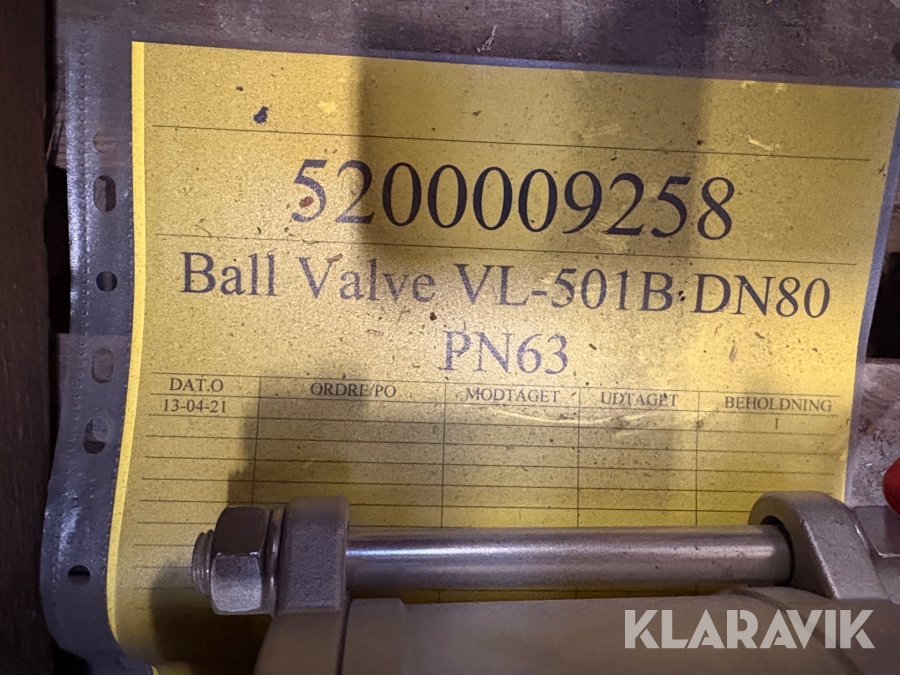 5200009258
Ball Valve VL-501B DN80
PN63
DAT.O ORDRE/PO MODTAGET UDTAGET BEHOLDNING
13-04-21 1
KLARAVIK